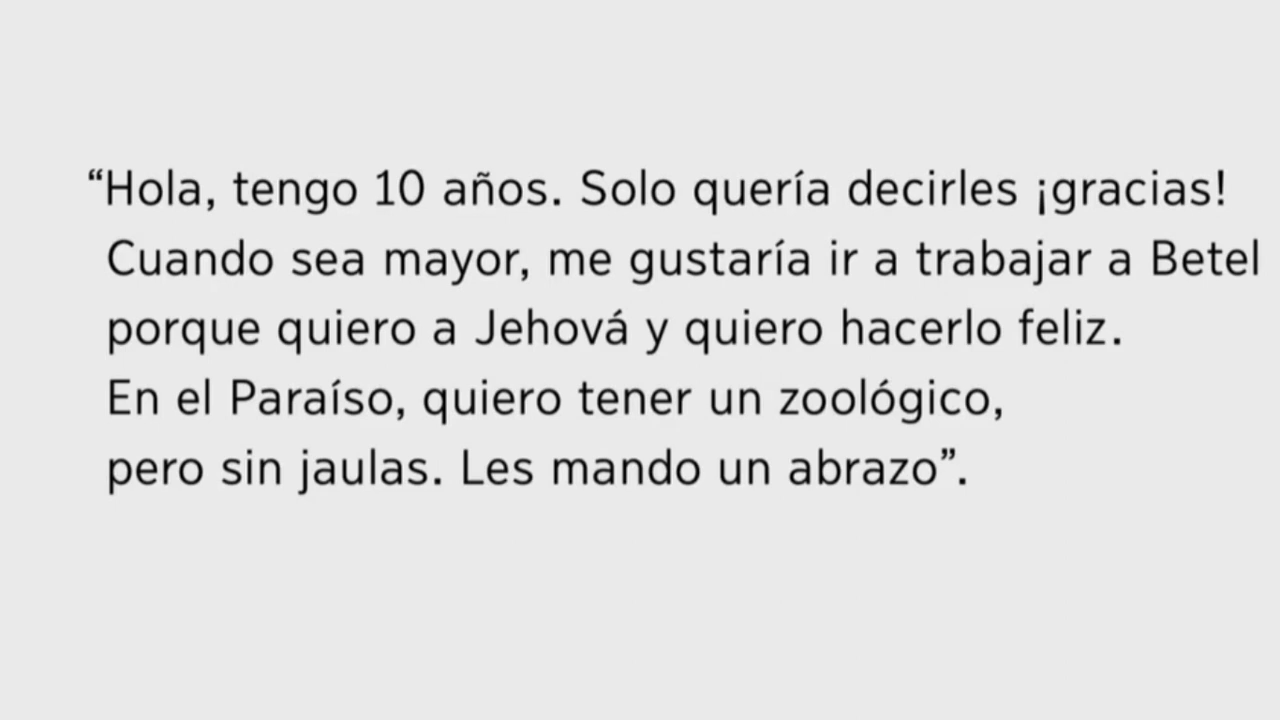 “Hola, tengo 10 años. Solo quería decirles ¡gracias!
Cuando sea mayor, me gustaría ir a trabajar a Betel
porque quiero a Jehová y quiero hacerlo feliz.
En el Paraíso, quiero tener un zoológico,
pero sin jaulas. Les mando un abrazo”.